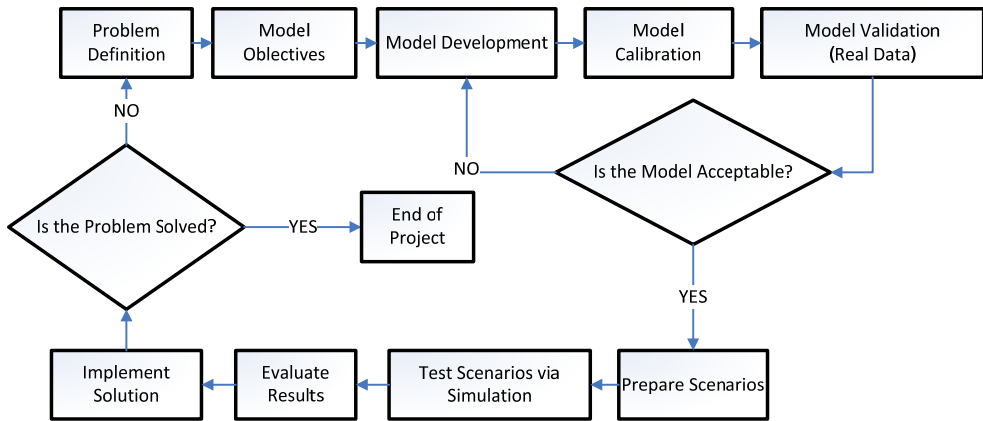 Problem
Definition
Model
Obectives
Model Development
Model
Calibration
Model Validation
(Real Data)
NO
Is the Model Acceptable?
NO
Is the Problem Solved?
YES
End of
Project
YES
Prepare Scenarios
Test Scenarios via
Simulation
Evaluate
Results
Implement
Solution